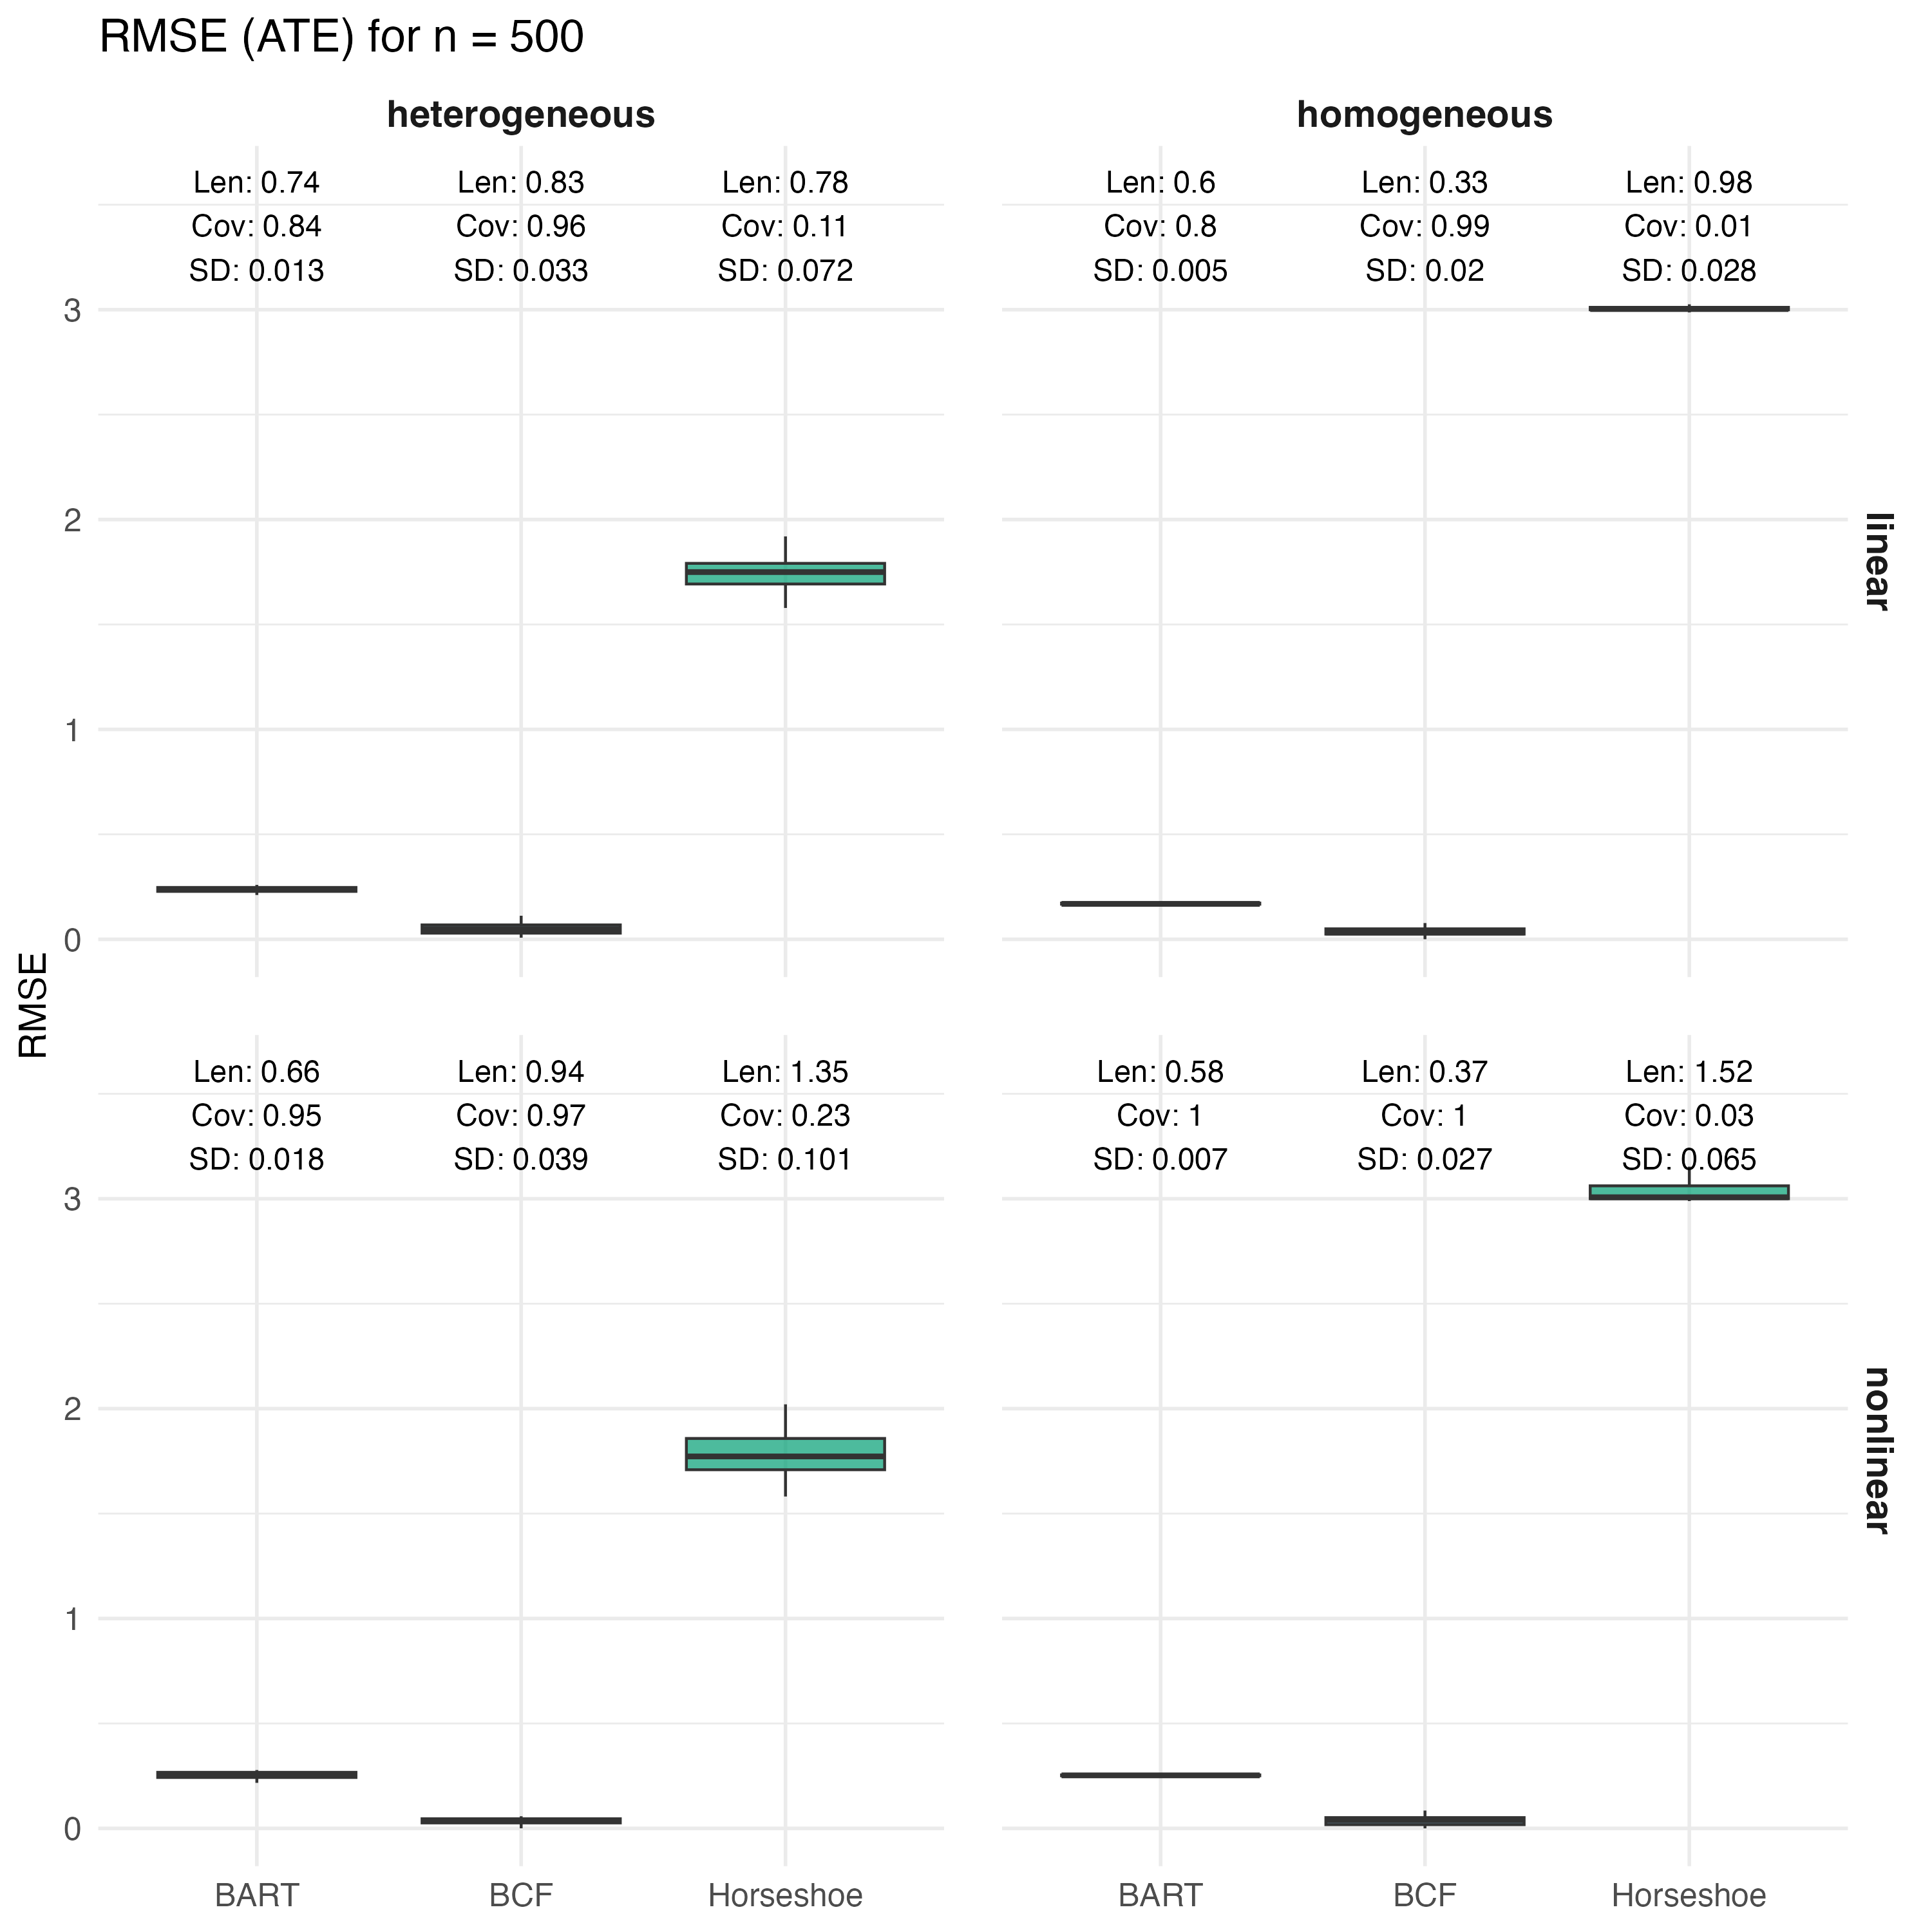 RMSE (ATE) for n = 500
heterogeneous
homogeneous
Len: 0.74 Len: 0.83 Len: 0.78 Len: 0.6 Len: 0.33 Len: 0.98
Cov: 0.84 Cov: 0.96 Cov: 0.11 Cov: 0.8 Cov: 0.99 Cov: 0.01
SD: 0.013 SD: 0.033 SD: 0.072 SD: 0.005 SD: 0.02 SD: 0.028
3
2
1
0
linear
RMSE
Len: 0.66 Len: 0.94 Len: 1.35 Len: 0.58 Len: 0.37 Len: 1.52
Cov: 0.95 Cov: 0.97 Cov: 0.23 Cov: 1 Cov: 1 Cov: 0.03
SD: 0.018 SD: 0.039 SD: 0.101 SD: 0.007 SD: 0.027 SD: 0.065
3
2
1
0
nonlinear
BART BCF Horseshoe BART BCF Horseshoe